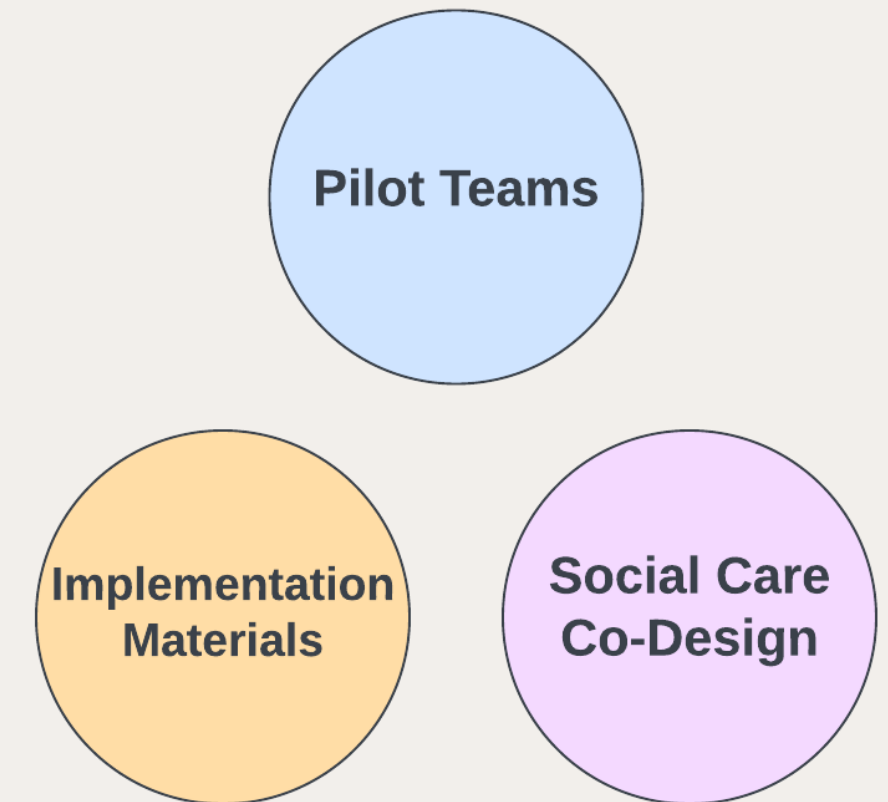 Pilot Teams
Implementation
Materials
Social Care
Co-Design